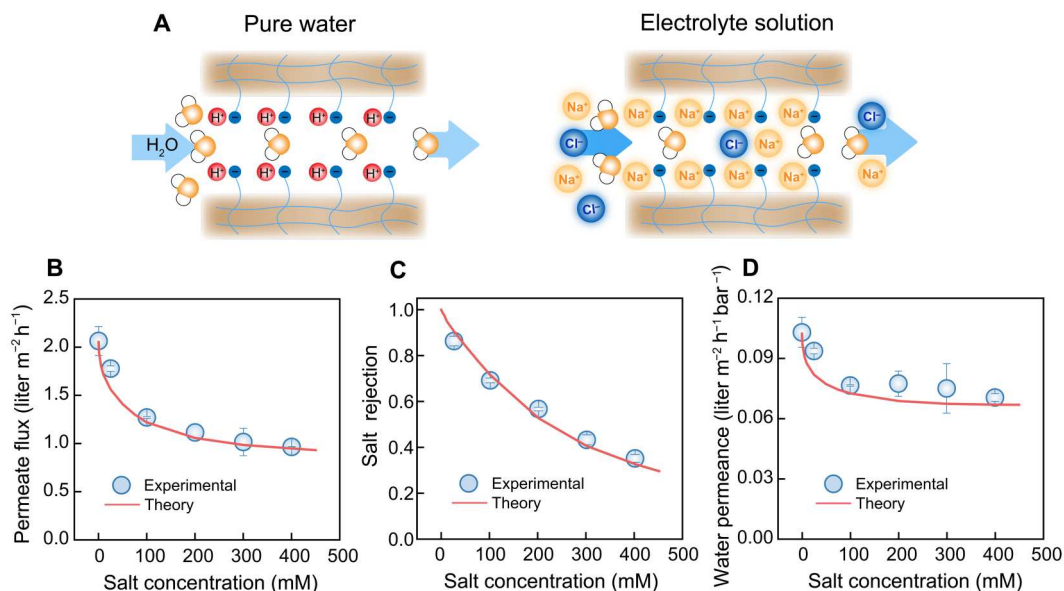 A Pure water Electrolyte solution
H₂O
H⁺ H⁺ H⁺ H⁺
− − − −
H⁺ H⁺ H⁺ H⁺
− − − −
Na⁺ Na⁺ Na⁺ Na⁺ Na⁺ Cl⁻
− − − −
Cl⁻ Cl⁻ Na⁺
Na⁺ Na⁺ Na⁺ Na⁺ Na⁺ Na⁺
− − − −
Cl⁻
B
Permeate flux (liter m⁻² h⁻¹)
2.5
2.0
1.5
1.0
0.5
0.0
Experimental
Theory
0 100 200 300 400 500
Salt concentration (mM)
C
Salt rejection
1.0
0.8
0.6
0.4
0.2
0.0
Experimental
Theory
0 100 200 300 400 500
Salt concentration (mM)
D
Water permeance (liter m⁻² h⁻¹ bar⁻¹)
0.12
0.09
0.06
0.03
0.00
Experimental
Theory
0 100 200 300 400 500
Salt concentration (mM)